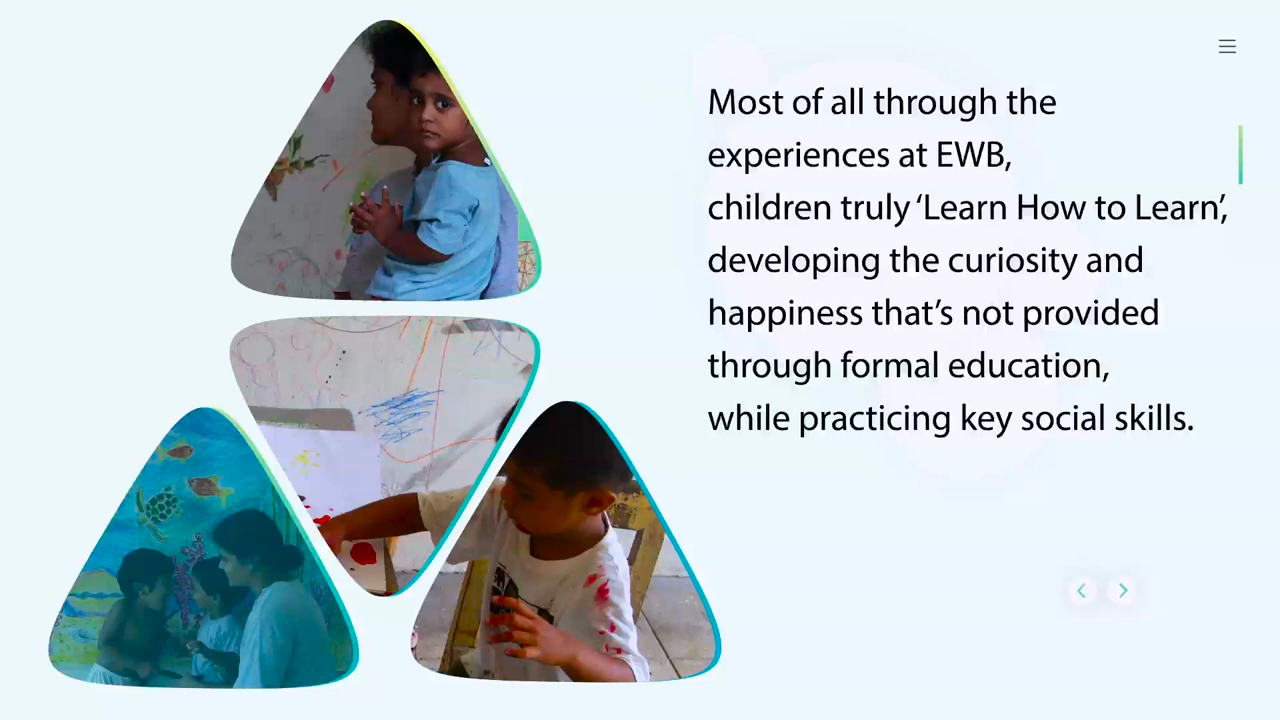 Most of all through the
experiences at EWB,
children truly ‘Learn How to Learn’,
developing the curiosity and
happiness that’s not provided
through formal education,
while practicing key social skills.